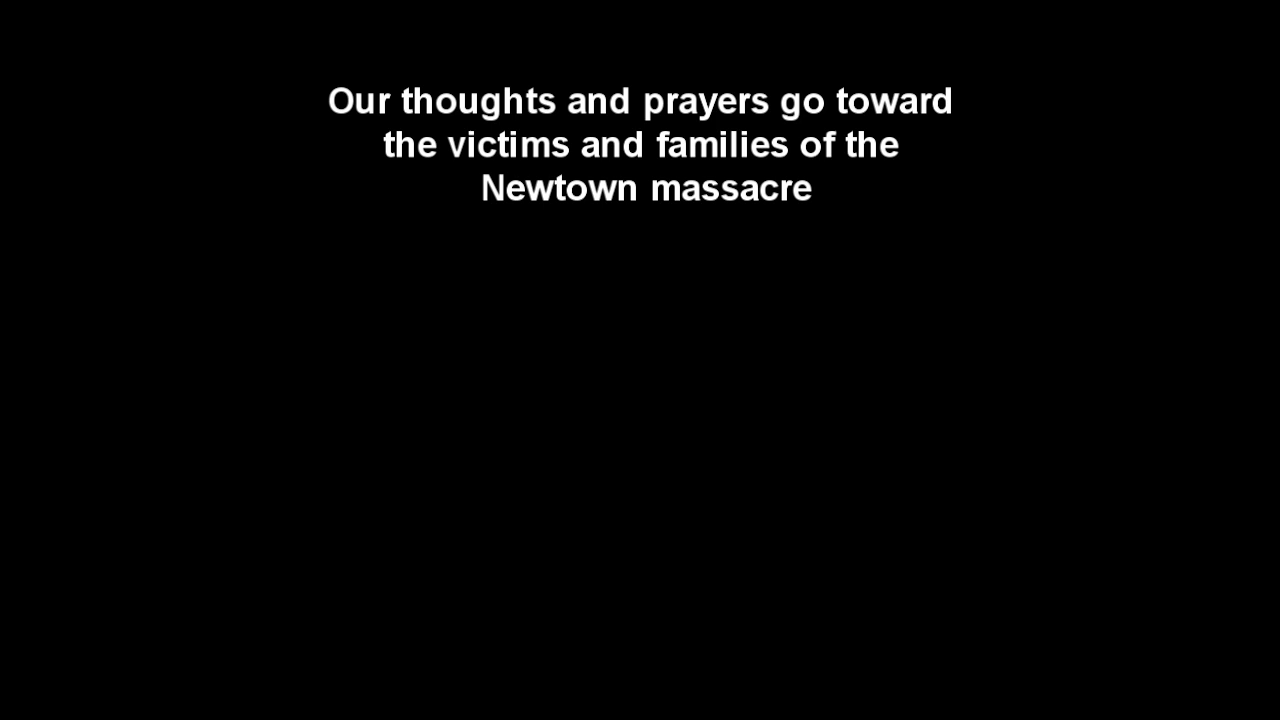 Our thoughts and prayers go toward
the victims and families of the
Newtown massacre